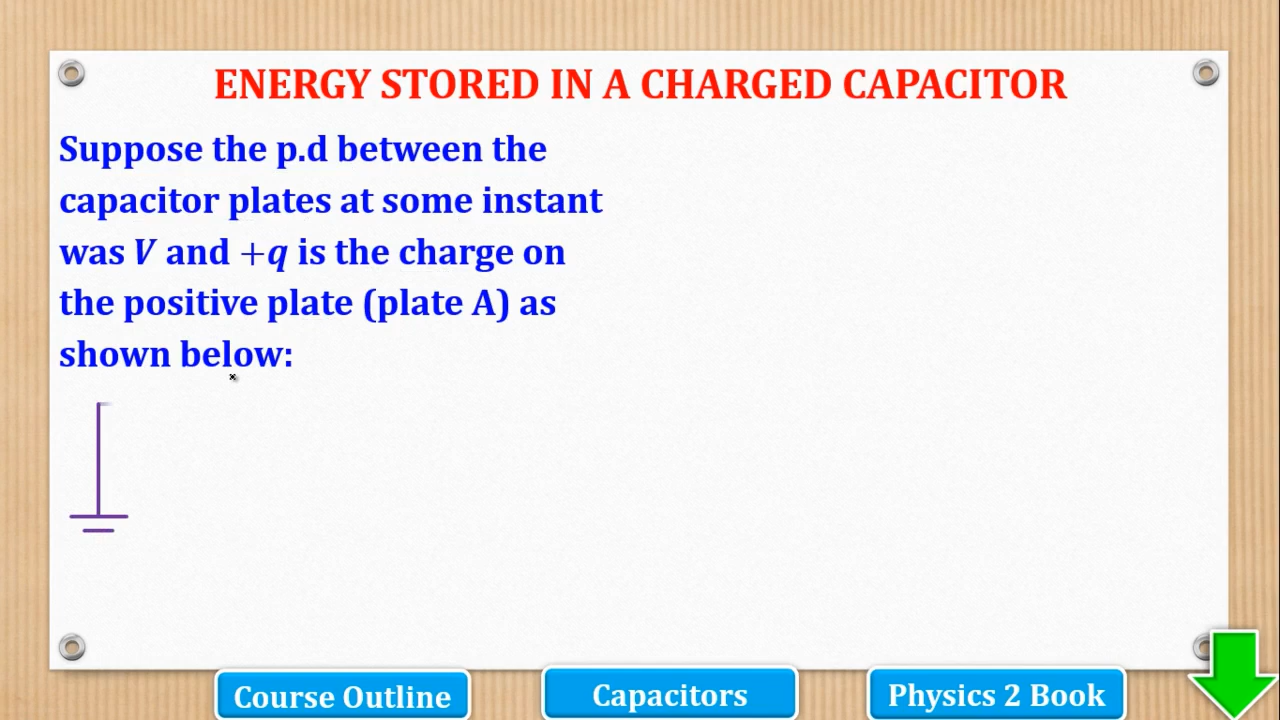 ENERGY STORED IN A CHARGED CAPACITOR
Suppose the p.d between the
capacitor plates at some instant
was V and +q is the charge on
the positive plate (plate A) as
shown below:
Course Outline
Capacitors
Physics 2 Book